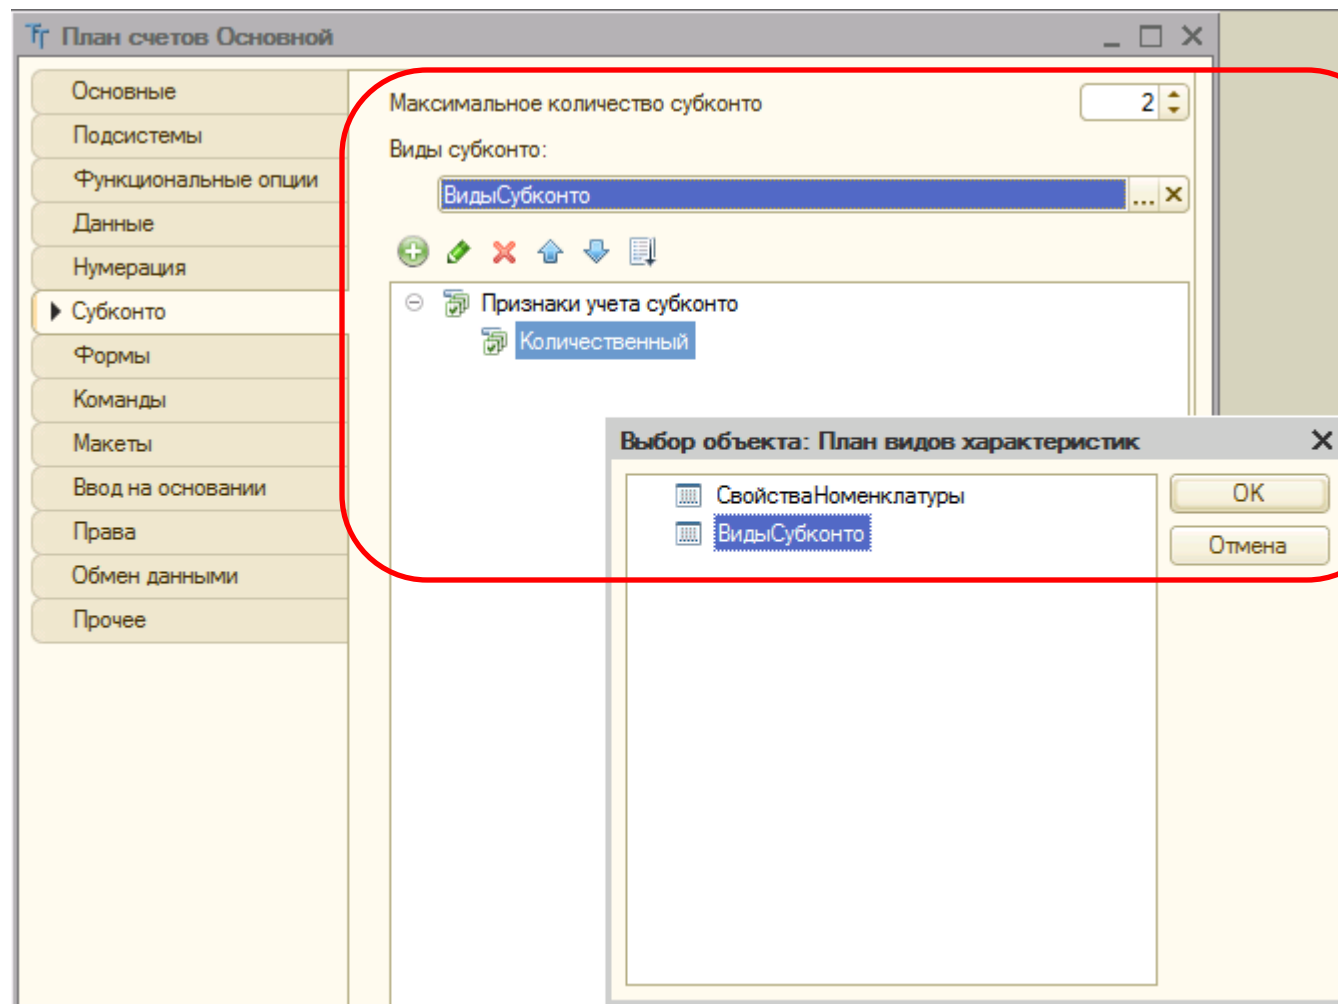 План счетов Основной
Основные
Подсистемы
Функциональные опции
Данные
Нумерация
Субконто
Формы
Команды
Макеты
Ввод на основании
Права
Обмен данными
Прочее
Максимальное количество субконто 2
Виды субконто:
ВидыСубконто ...
Признаки учета субконто
Количественный
Выбор объекта: План видов характеристик
СвойстваНоменклатуры
ВидыСубконто
ОК
Отмена